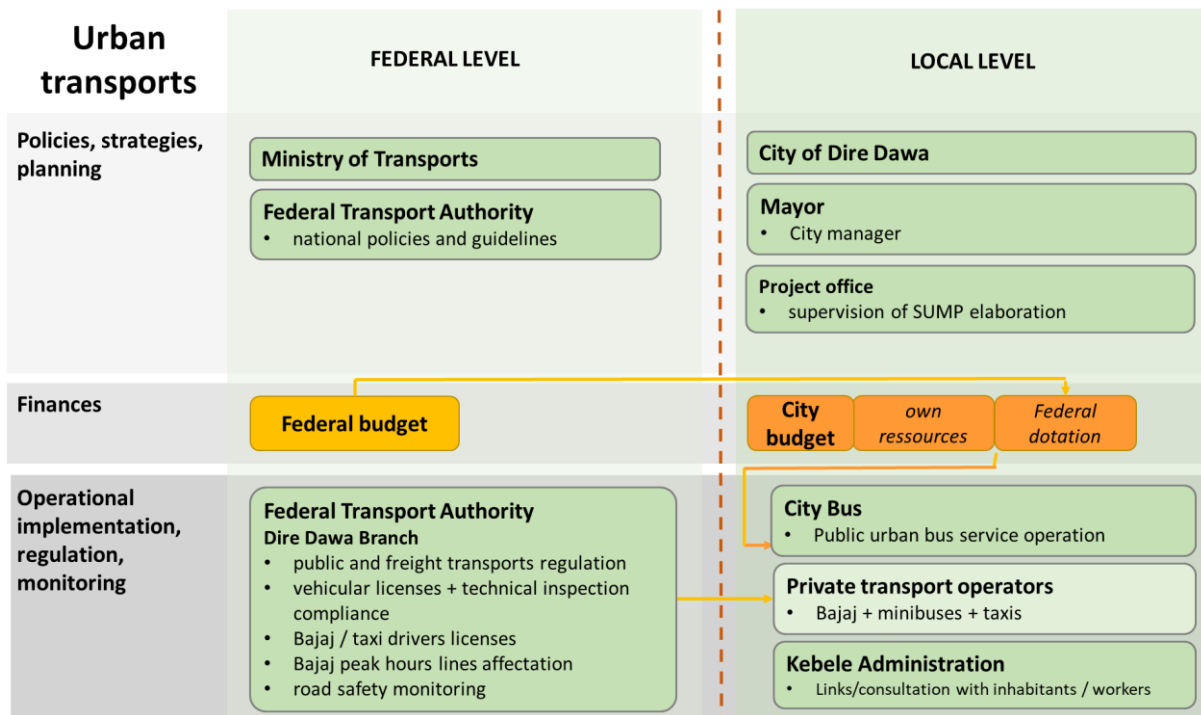 Urban
transports
FEDERAL LEVEL
LOCAL LEVEL
Policies, strategies,
planning
Ministry of Transports
Federal Transport Authority
• national policies and guidelines
City of Dire Dawa
Mayor
• City manager
Project office
• supervision of SUMP elaboration
Finances
Federal budget
City
budget
own
ressources
Federal
dotation
Operational
implementation,
regulation,
monitoring
Federal Transport Authority
Dire Dawa Branch
• public and freight transports regulation
• vehicular licenses + technical inspection
compliance
• Bajaj / taxi drivers licenses
• Bajaj peak hours lines affectation
• road safety monitoring
City Bus
• Public urban bus service operation
Private transport operators
• Bajaj + minibuses + taxis
Kebele Administration
• Links/consultation with inhabitants / workers